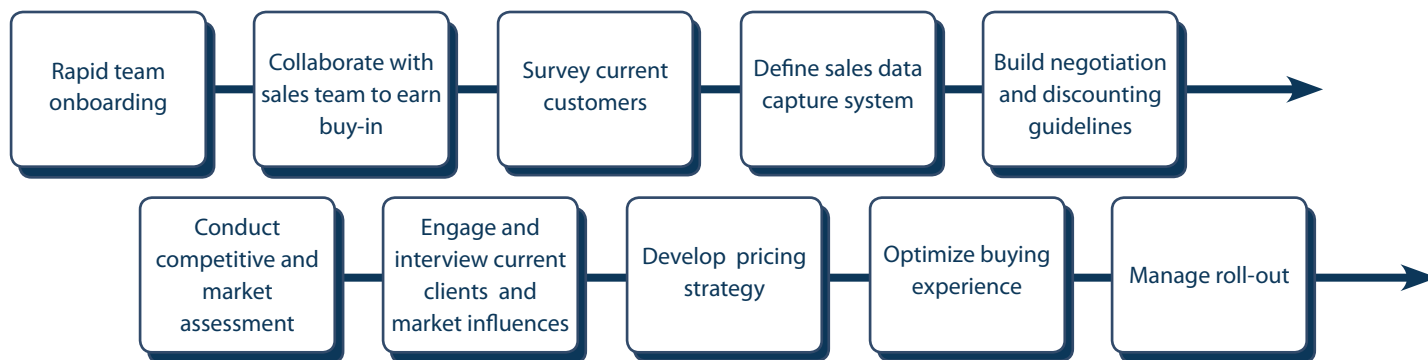 Rapid team
onboarding
Collaborate with
sales team to earn
buy-in
Survey current
customers
Define sales data
capture system
Build negotiation
and discounting
guidelines
Conduct
competitive and
market
assessment
Engage and
interview current
clients and
market influences
Develop pricing
strategy
Optimize buying
experience
Manage roll-out